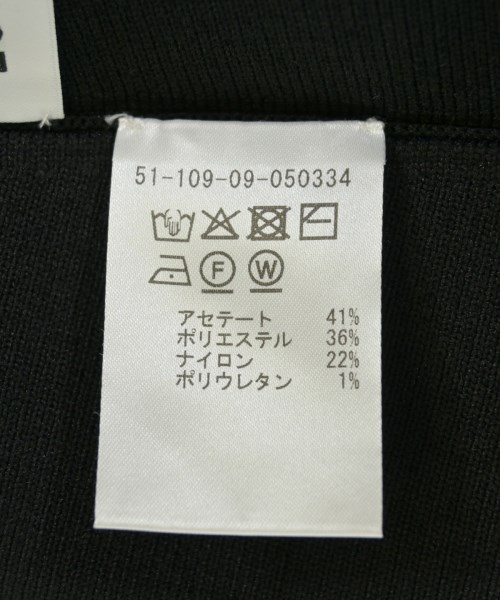 51-109-09-050334
F W
アセテート 41%
ポリエステル 36%
ナイロン 22%
ポリウレタン 1%